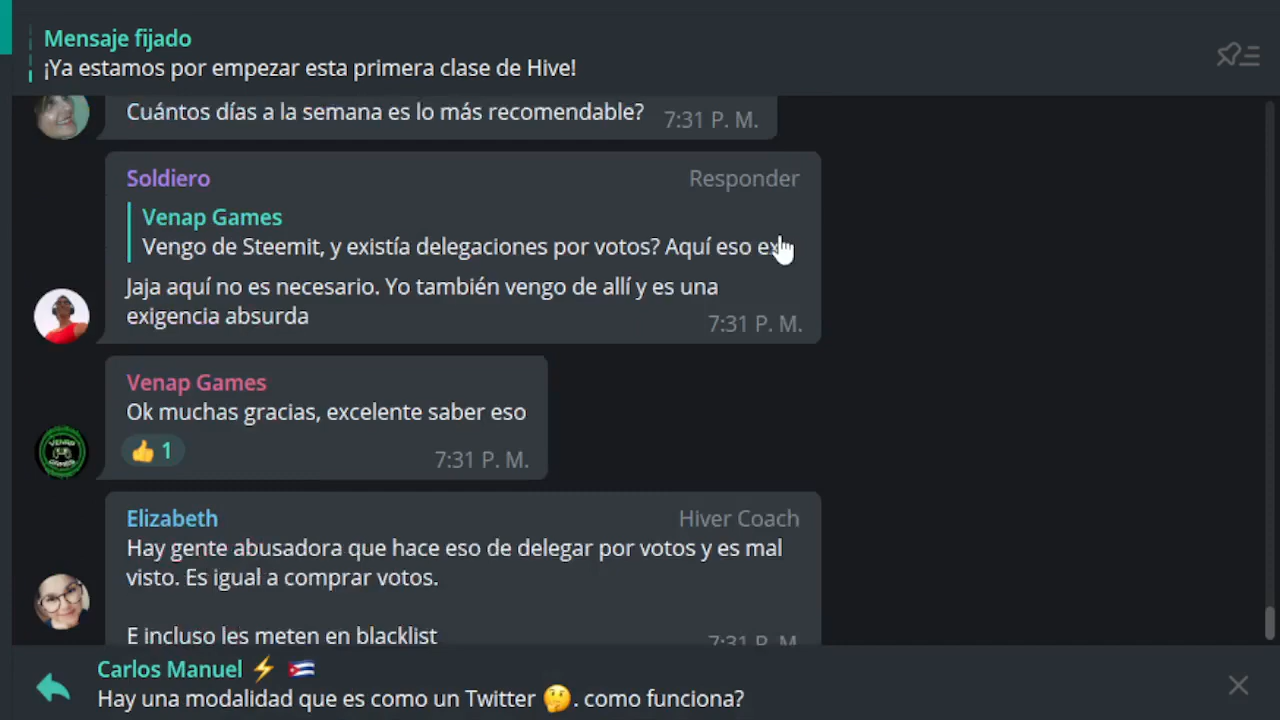 Mensaje fijado
¡Ya estamos por empezar esta primera clase de Hive!
Cuántos días a la semana es lo más recomendable?
7:31 P. M.
Soldiero
Responder
Venap Games
Vengo de Steemit, y existía delegaciones por votos? Aquí eso
Jaja aquí no es necesario. Yo también vengo de allí y es una
exigencia absurda
7:31 P. M.
Venap Games
Ok muchas gracias, excelente saber eso
👍 1
7:31 P. M.
VENAP
GAMES
Elizabeth
Hiver Coach
Hay gente abusadora que hace eso de delegar por votos y es mal
visto. Es igual a comprar votos.
E incluso les meten en blacklist
7:31 P. M.
Carlos Manuel ⚡ 🇨🇺
Hay una modalidad que es como un Twitter 🤔. como funciona?